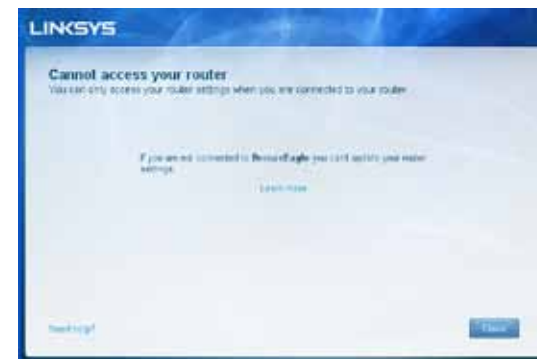 LINKSYS
Cannot access your router
You can only access your router settings when you are connected to your router.
If you are not connected to you can't update your router
settings.
Learn more
Need help?
Close